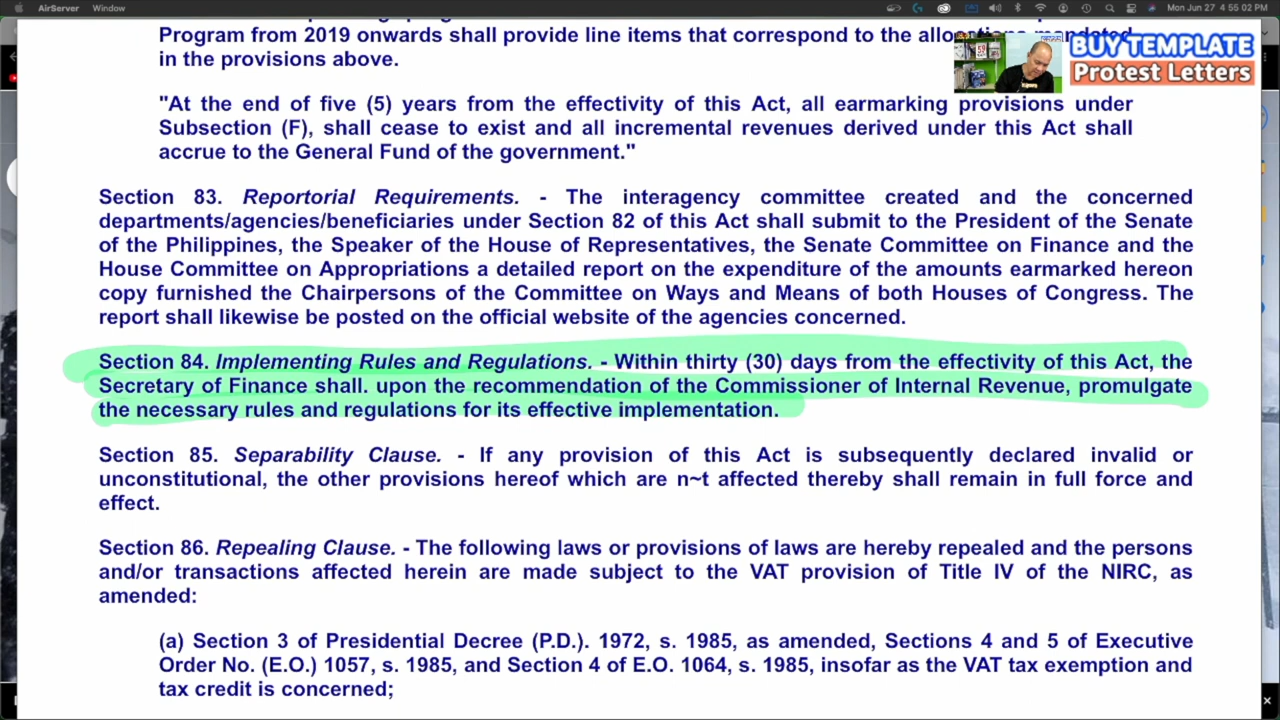 AirServer Window Mon Jun 27 4 55 02 PM
Program from 2019 onwards shall provide line items that correspond to the
in the provisions above.
BUY TEMPLATE
Protest Letters
"At the end of five (5) years from the effectivity of this Act, all earmarking provisions under
Subsection (F), shall cease to exist and all incremental revenues derived under this Act shall
accrue to the General Fund of the government."
Section 83. Reportorial Requirements. - The interagency committee created and the concerned
departments/agencies/beneficiaries under Section 82 of this Act shall submit to the President of the Senate
of the Philippines, the Speaker of the House of Representatives, the Senate Committee on Finance and the
House Committee on Appropriations a detailed report on the expenditure of the amounts earmarked hereon
copy furnished the Chairpersons of the Committee on Ways and Means of both Houses of Congress. The
report shall likewise be posted on the official website of the agencies concerned.
Section 84. Implementing Rules and Regulations. - Within thirty (30) days from the effectivity of this Act, the
Secretary of Finance shall. upon the recommendation of the Commissioner of Internal Revenue, promulgate
the necessary rules and regulations for its effective implementation.
Section 85. Separability Clause. - If any provision of this Act is subsequently declared invalid or
unconstitutional, the other provisions hereof which are n~t affected thereby shall remain in full force and
effect.
Section 86. Repealing Clause. - The following laws or provisions of laws are hereby repealed and the persons
and/or transactions affected herein are made subject to the VAT provision of Title IV of the NIRC, as
amended:
(a) Section 3 of Presidential Decree (P.D.). 1972, s. 1985, as amended, Sections 4 and 5 of Executive
Order No. (E.O.) 1057, s. 1985, and Section 4 of E.O. 1064, s. 1985, insofar as the VAT tax exemption and
tax credit is concerned;